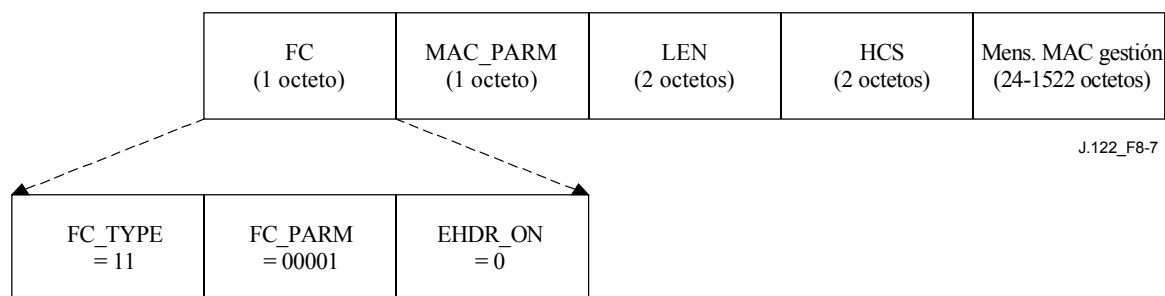 FC
(1 octeto)
MAC_PARM
(1 octeto)
LEN
(2 octetos)
HCS
(2 octetos)
Mens. MAC gestión
(24-1522 octetos)
J.122_F8-7
FC_TYPE
= 11
FC_PARM
= 00001
EHDR_ON
= 0